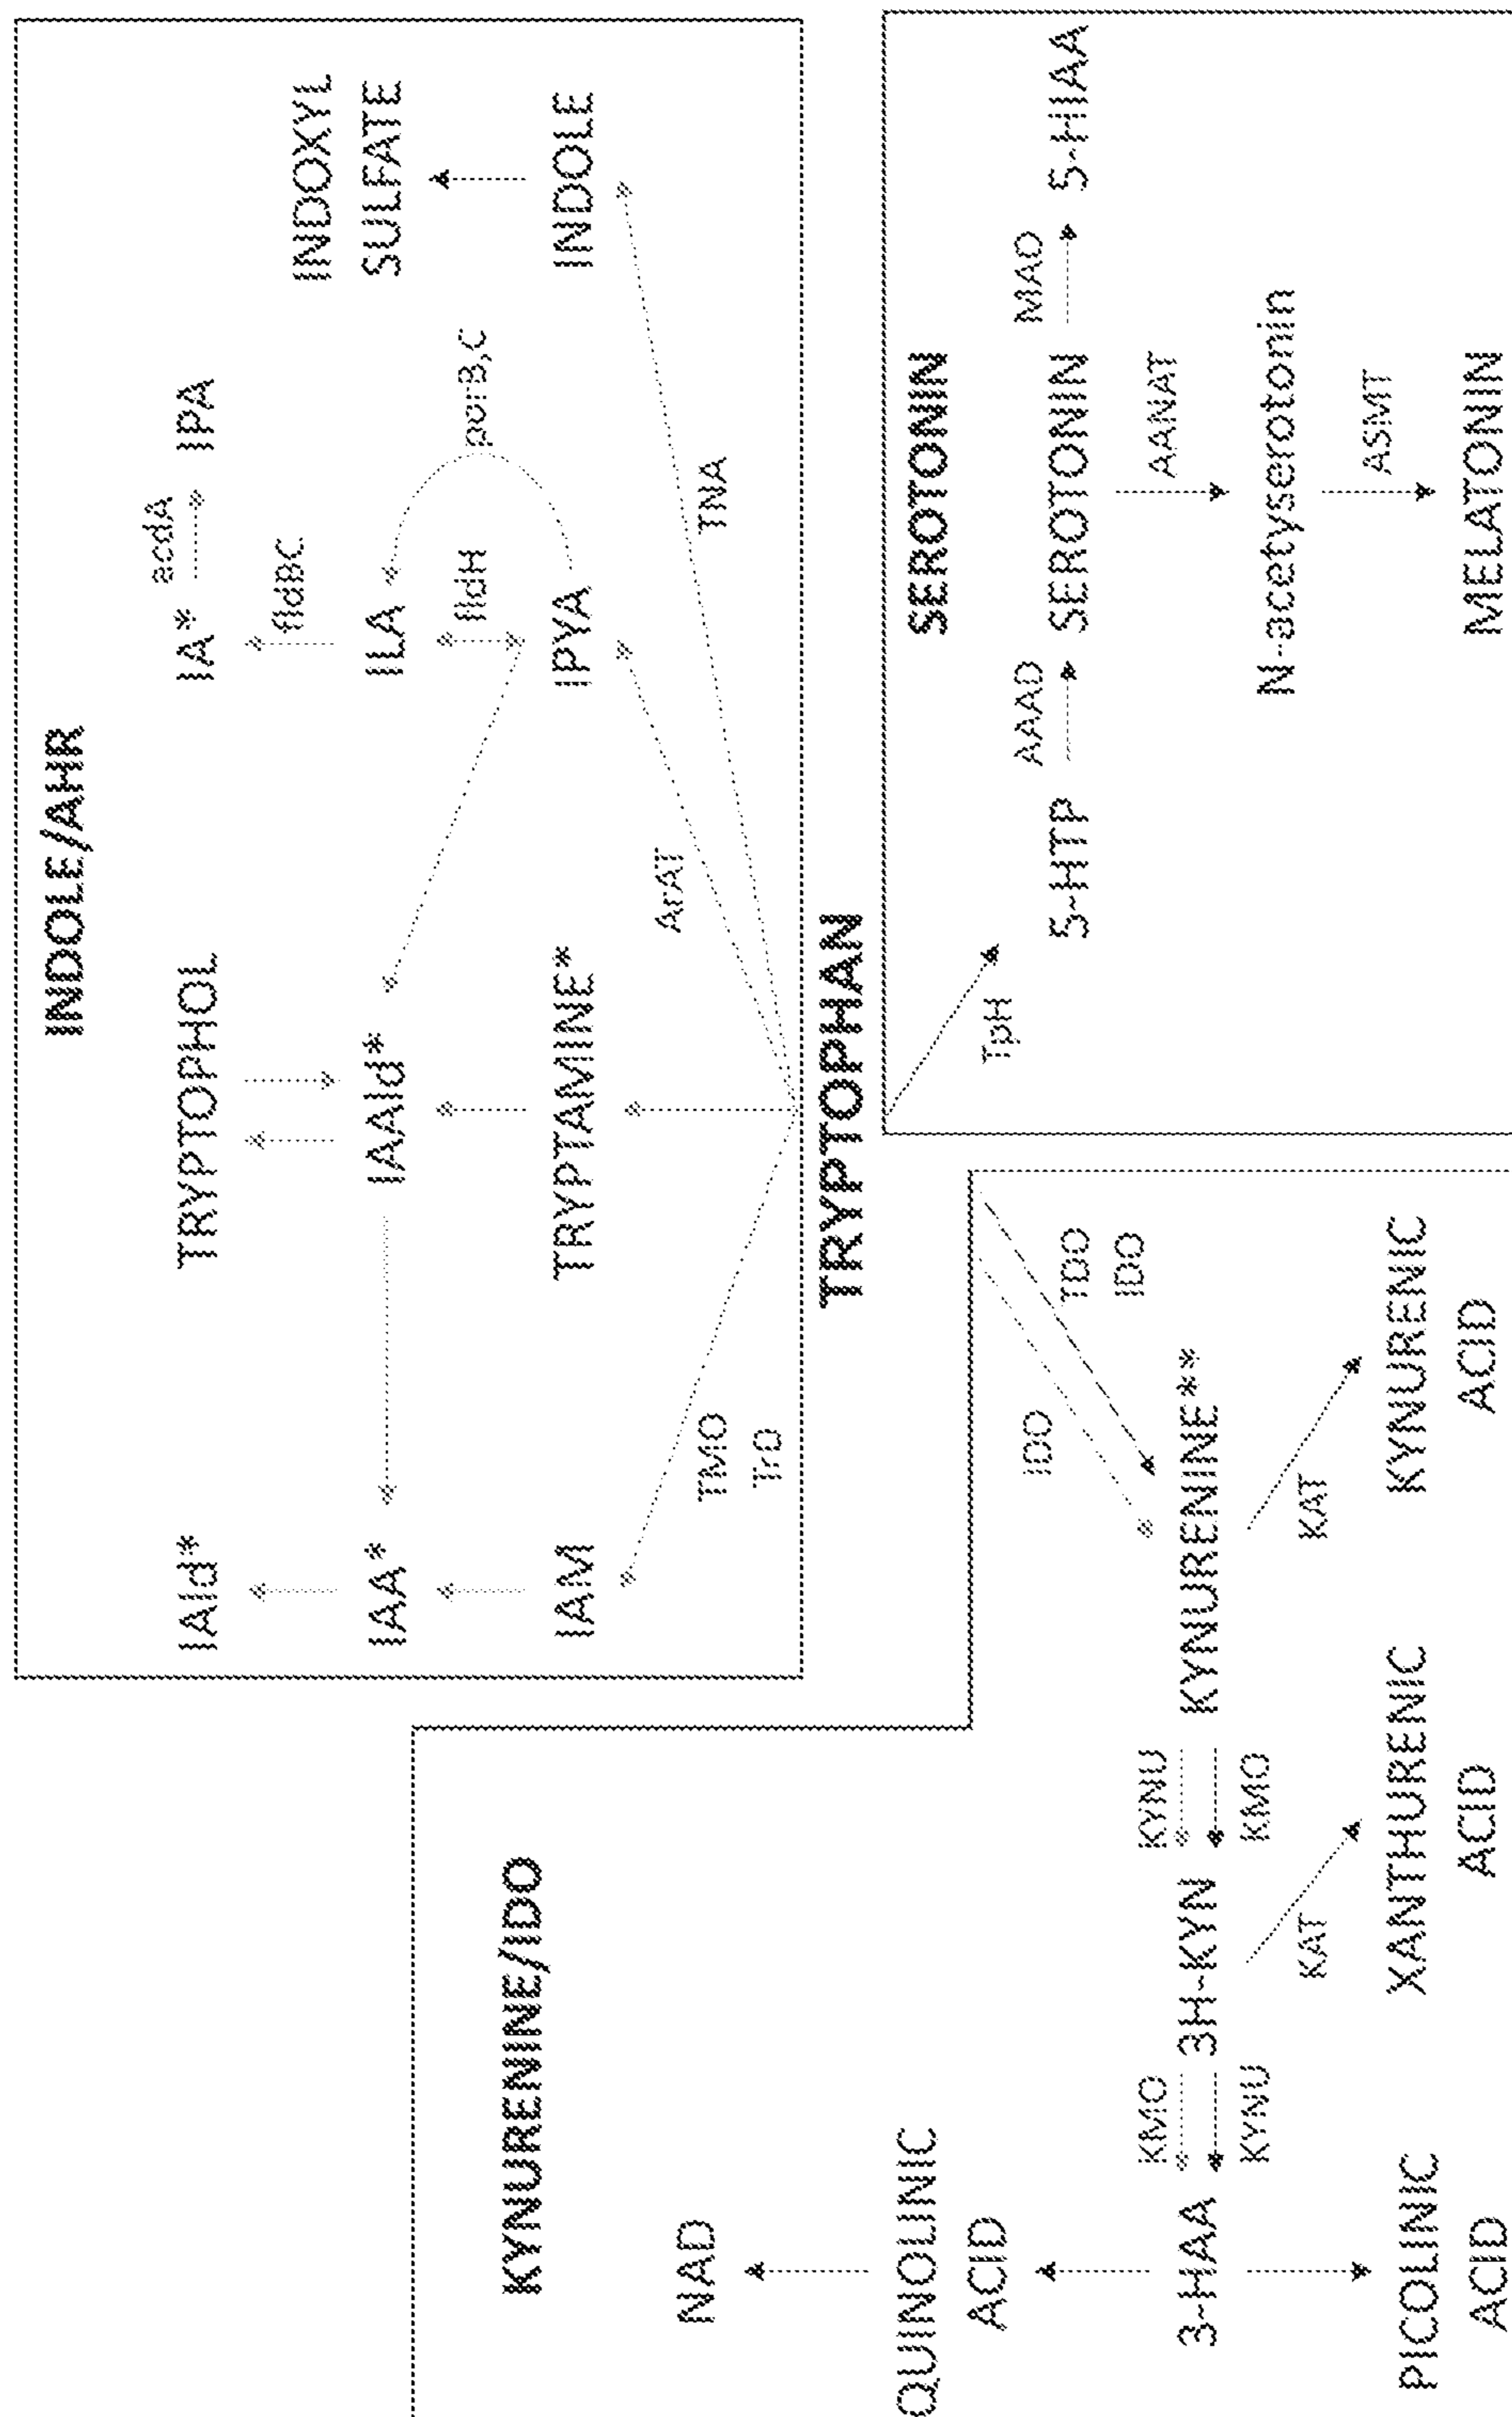 INDOLE/AHR
IAld*
TRYPTOPHOL
IA*
acdA
IPA
fldBC
INDOXYL
SULFATE
IAA*
IAAld*
ILA
fldH
porB,C
IAM
TRYPTAMINE*
IPYA
INDOLE
TMO
TrD
ArAT
TNA
TRYPTOPHAN
KYNURENINE/IDO
NAD
QUINOLINIC
ACID
IDO
TDO
IDO
3-HAA
KMO
KYNU
3H-KYN
KYNU
KMO
KYNURENINE**
KAT
KAT
PICOLINIC
ACID
XANTHURENIC
ACID
KYNURENIC
ACID
SEROTONIN
TpH
5-HTP
AAAD
SEROTONIN
MAO
5-HIAA
AANAT
N-acetyserotonin
ASMT
MELATONIN